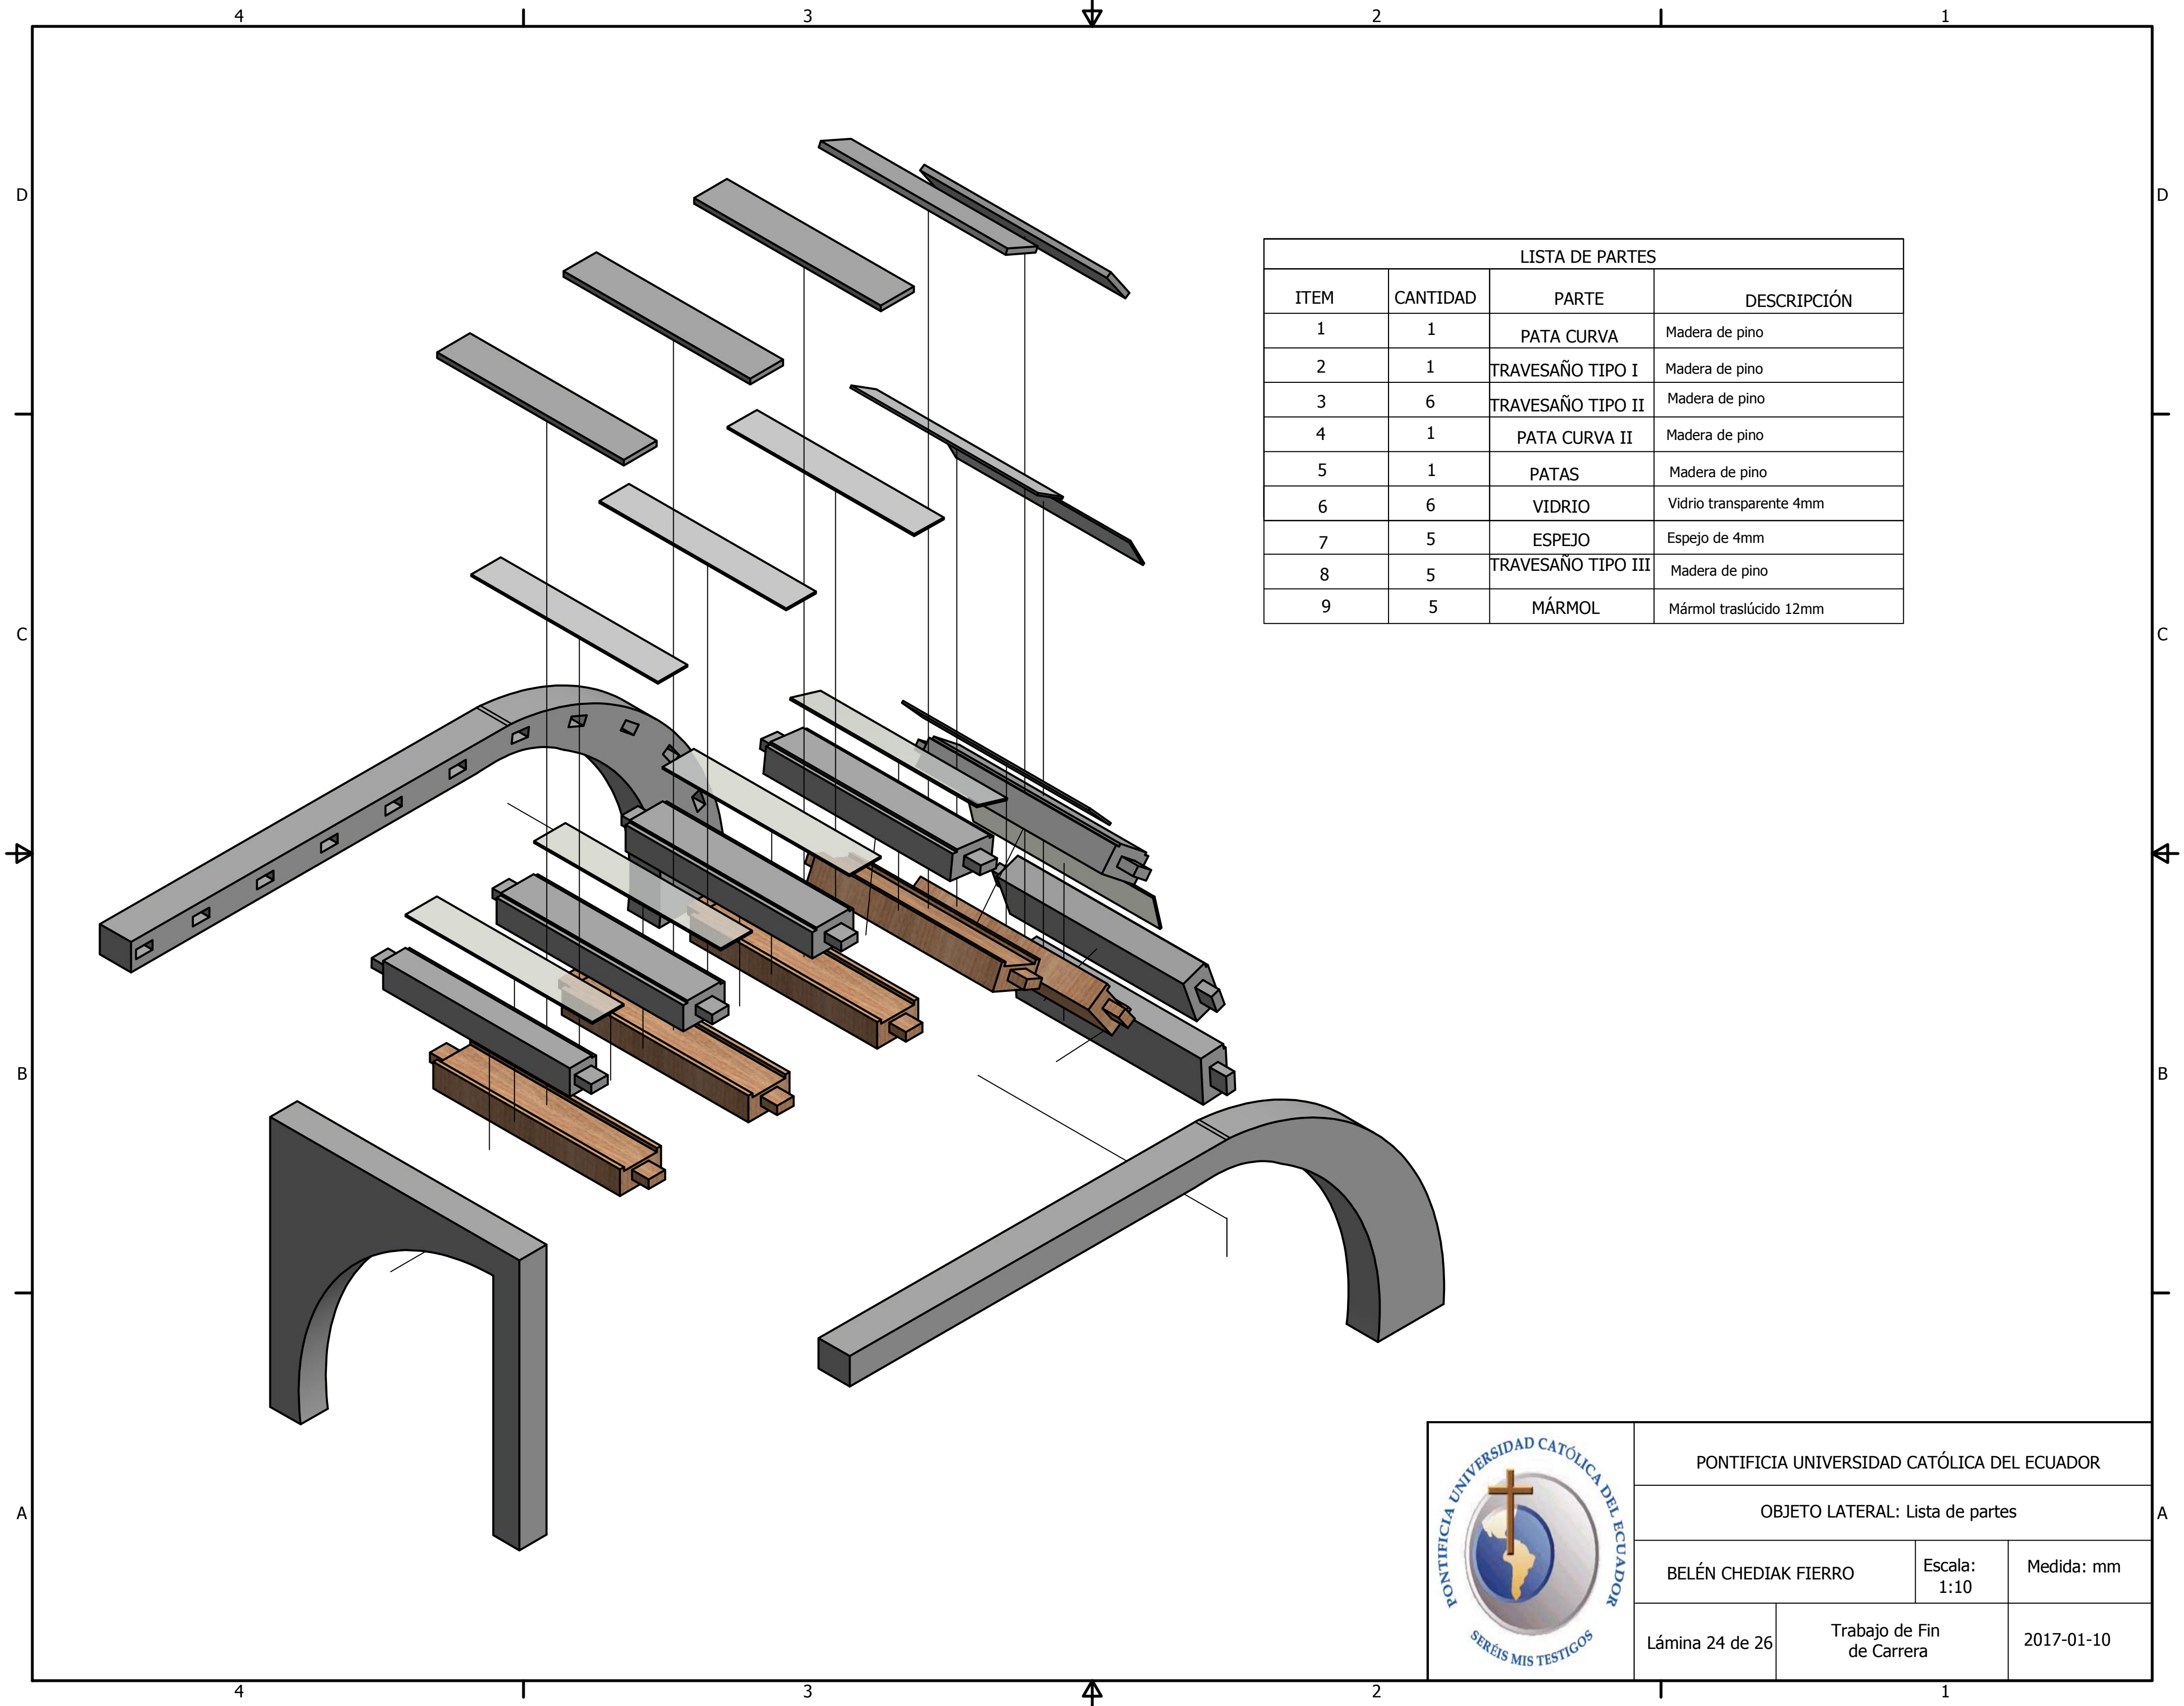 4 3 2 1
D D
LISTA DE PARTES
ITEM CANTIDAD PARTE DESCRIPCIÓN
1 1 PATA CURVA Madera de pino
2 1 TRAVESAÑO TIPO I Madera de pino
3 6 TRAVESAÑO TIPO II Madera de pino
4 1 PATA CURVA II Madera de pino
5 1 PATAS Madera de pino
6 6 VIDRIO Vidrio transparente 4mm
7 5 ESPEJO Espejo de 4mm
8 5 TRAVESAÑO TIPO III Madera de pino
9 5 MÁRMOL Mármol traslúcido 12mm
C C
B B
A A
PONTIFICIA UNIVERSIDAD CATÓLICA DEL ECUADOR
SERÉIS MIS TESTIGOS
PONTIFICIA UNIVERSIDAD CATÓLICA DEL ECUADOR
OBJETO LATERAL: Lista de partes
BELÉN CHEDIAK FIERRO
Escala:
1:10
Medida: mm
Lámina 24 de 26
Trabajo de Fin
de Carrera
2017-01-10
4 3 2 1